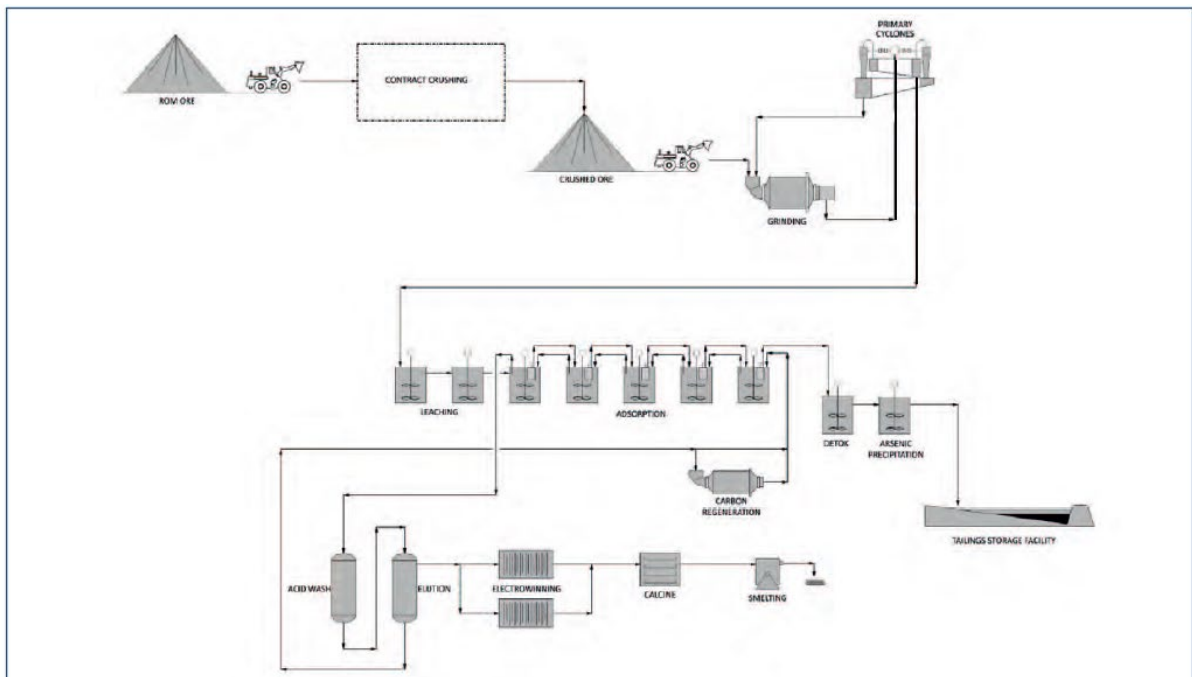 PRIMARY
CYCLONES
CONTRACT CRUSHING
ROM ORE
CRUSHED ORE
GRINDING
LEACHING
ADSORPTION
DETOX
ARSENIC
PRECIPITATION
CARBON
REGENERATION
TAILINGS STORAGE FACILITY
ACID WASH
ELUTION
ELECTROWINNING
CALCINE
SMELTING